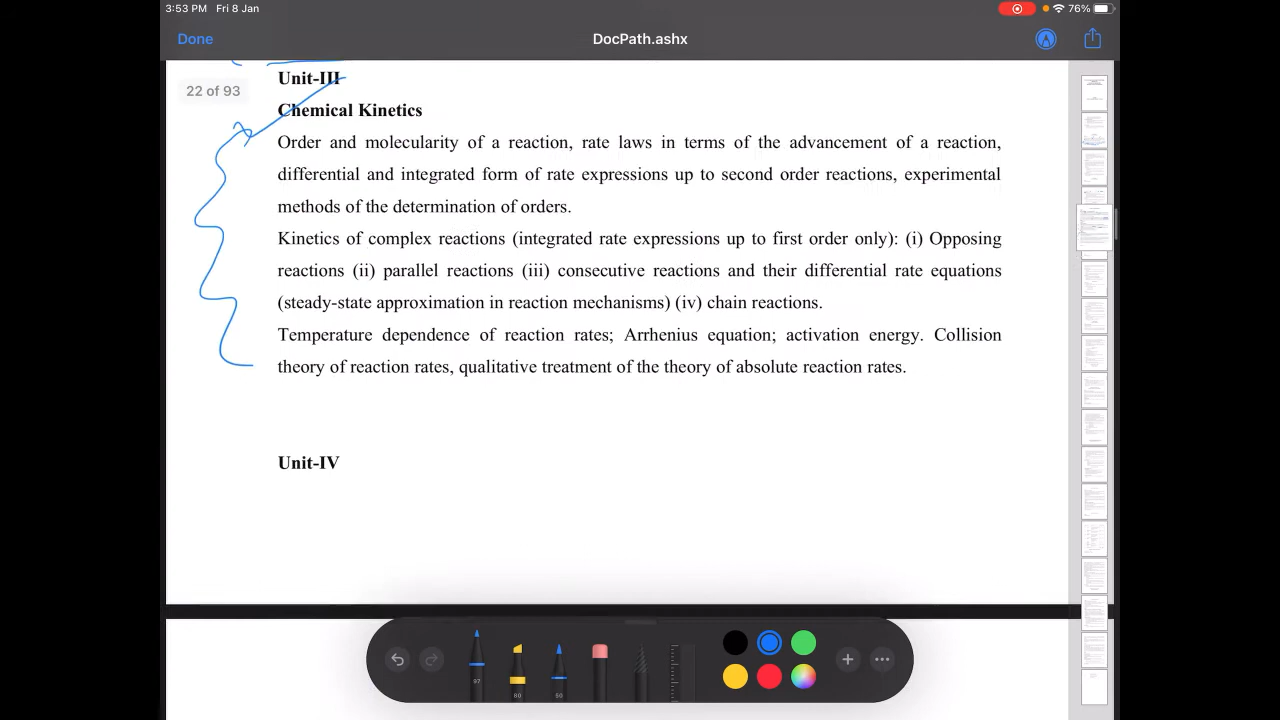 3:53 PM Fri 8 Jan 76%
Done DocPath.ashx
Unit-III
22 of 93
Chemical Kinetics
Order and molecularity of a reaction, rate laws in terms of the advancement of a reaction,
differential and integrated form of rate expressions up to second order reactions, experimental
methods of the determination of orders.
Kinetics of complex reactions (integrated rate expressions up to first order only): (i) Opposing
reactions (ii) parallel reactions (iii) consecutive reactions and their differential rate equations
(steady-state approximation in reaction mechanisms) (iv) chain reactions.
Temperature dependence of reaction rates; Arrhenius equation; activation energy. Collision
theory of reaction rates, qualitative treatment of the theory of absolute reaction rates.
Unit-IV
80 50